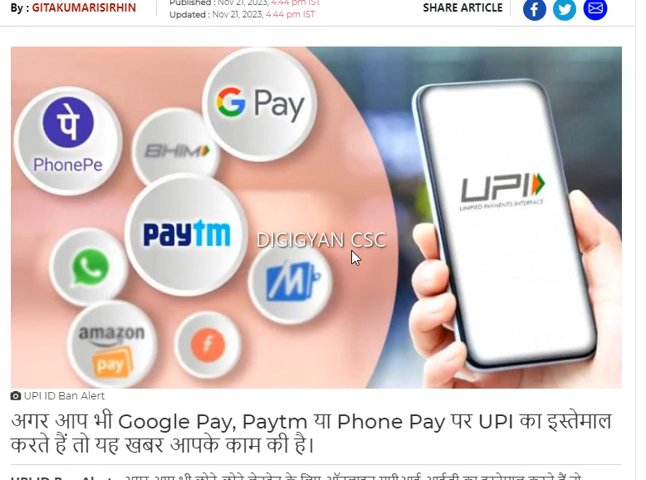 By : GITAKUMARISIRHIN
Published : Nov 21, 2023, 4:44 pm IST
Updated : Nov 21, 2023, 4:44 pm IST
SHARE ARTICLE
G Pay
पे
PhonePe
BHIM
paytm
DIGIGYAN CSC
UPI
UNIFIED PAYMENTS INTERFACE
amazon
pay
UPI ID Ban Alert
अगर आप भी Google Pay, Paytm या Phone Pay पर UPI का इस्तेमाल
करते हैं तो यह खबर आपके काम की है।